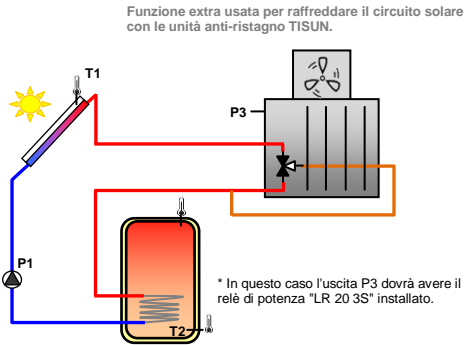 Funzione extra usata per raffreddare il circuito solare
con le unità anti-ristagno TISUN.
T1
P3
P1
* In questo caso l'uscita P3 dovrà avere il
relè di potenza "LR 20 3S" installato.
T2